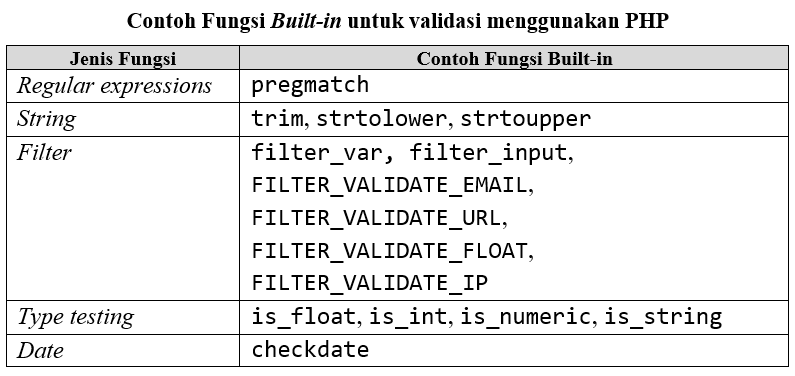 Contoh Fungsi Built-in untuk validasi menggunakan PHP
Jenis Fungsi Contoh Fungsi Built-in
Regular expressions pregmatch
String trim, strtolower, strtoupper
Filter filter_var, filter_input,
FILTER_VALIDATE_EMAIL,
FILTER_VALIDATE_URL,
FILTER_VALIDATE_FLOAT,
FILTER_VALIDATE_IP
Type testing is_float, is_int, is_numeric, is_string
Date checkdate